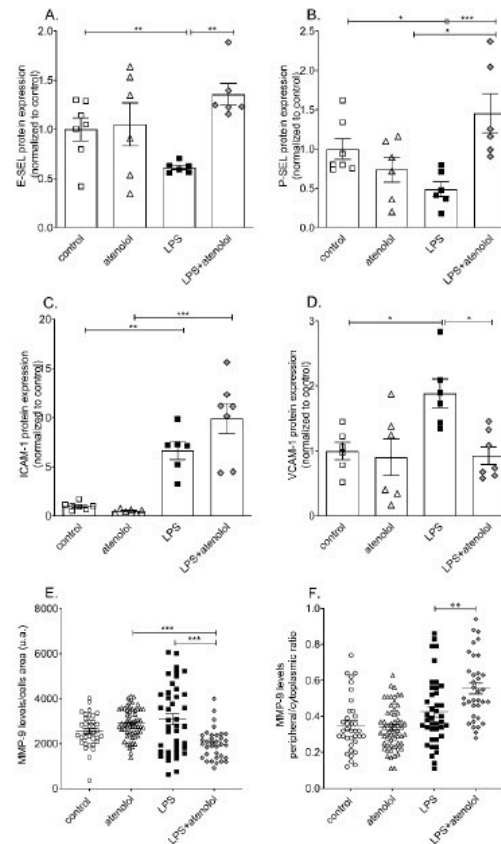 A.
** **
E-SEL protein expression
(normalized to control)
2.0
1.5
1.0
0.5
0.0
control
atenolol
LPS
LPS+atenolol
B.
* ***
*
P-SEL protein expression
(normalized to control)
2.5
2.0
1.5
1.0
0.5
0.0
control
atenolol
LPS
LPS+atenolol
C.
***
**
ICAM-1 protein expression
(normalized to control)
20
15
10
5
0
control
atenolol
LPS
LPS+atenolol
D.
* *
VCAM-1 protein expression
(normalized to control)
3
2
1
0
control
atenolol
LPS
LPS+atenolol
E.
***
***
MMP-9 levels/cells area (u.a.)
8000
6000
4000
2000
0
control
atenolol
LPS
LPS+atenolol
F.
**
MMP-9 levels
peripheral/cytoplasmic ratio
1.0
0.8
0.6
0.4
0.2
0.0
control
atenolol
LPS
LPS+atenolol